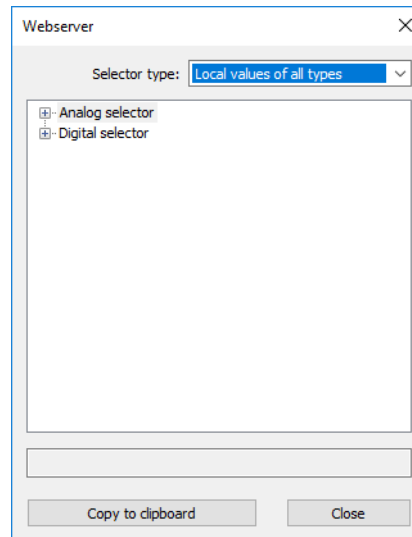 Webserver
Selector type: Local values of all types
Analog selector
Digital selector
Copy to clipboard Close